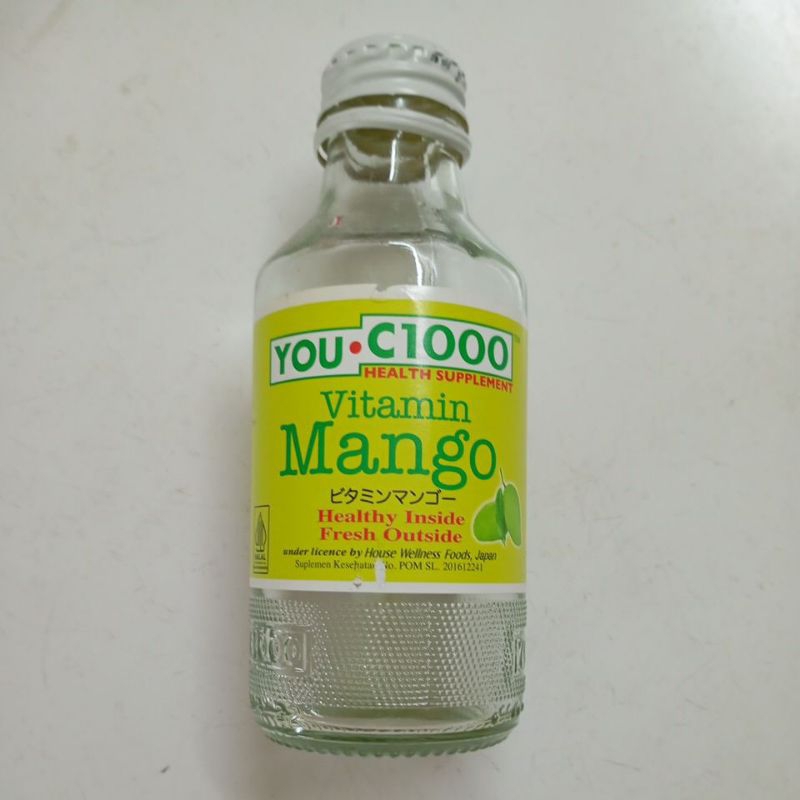 YOU•C1000
HEALTH SUPPLEMENT
Vitamin
Mango
ビタミンマンゴー
Healthy Inside
Fresh Outside
HALAL
under licence by House Wellness Foods, Japan
Suplemen Kesehatan No. POM SL. 201612241